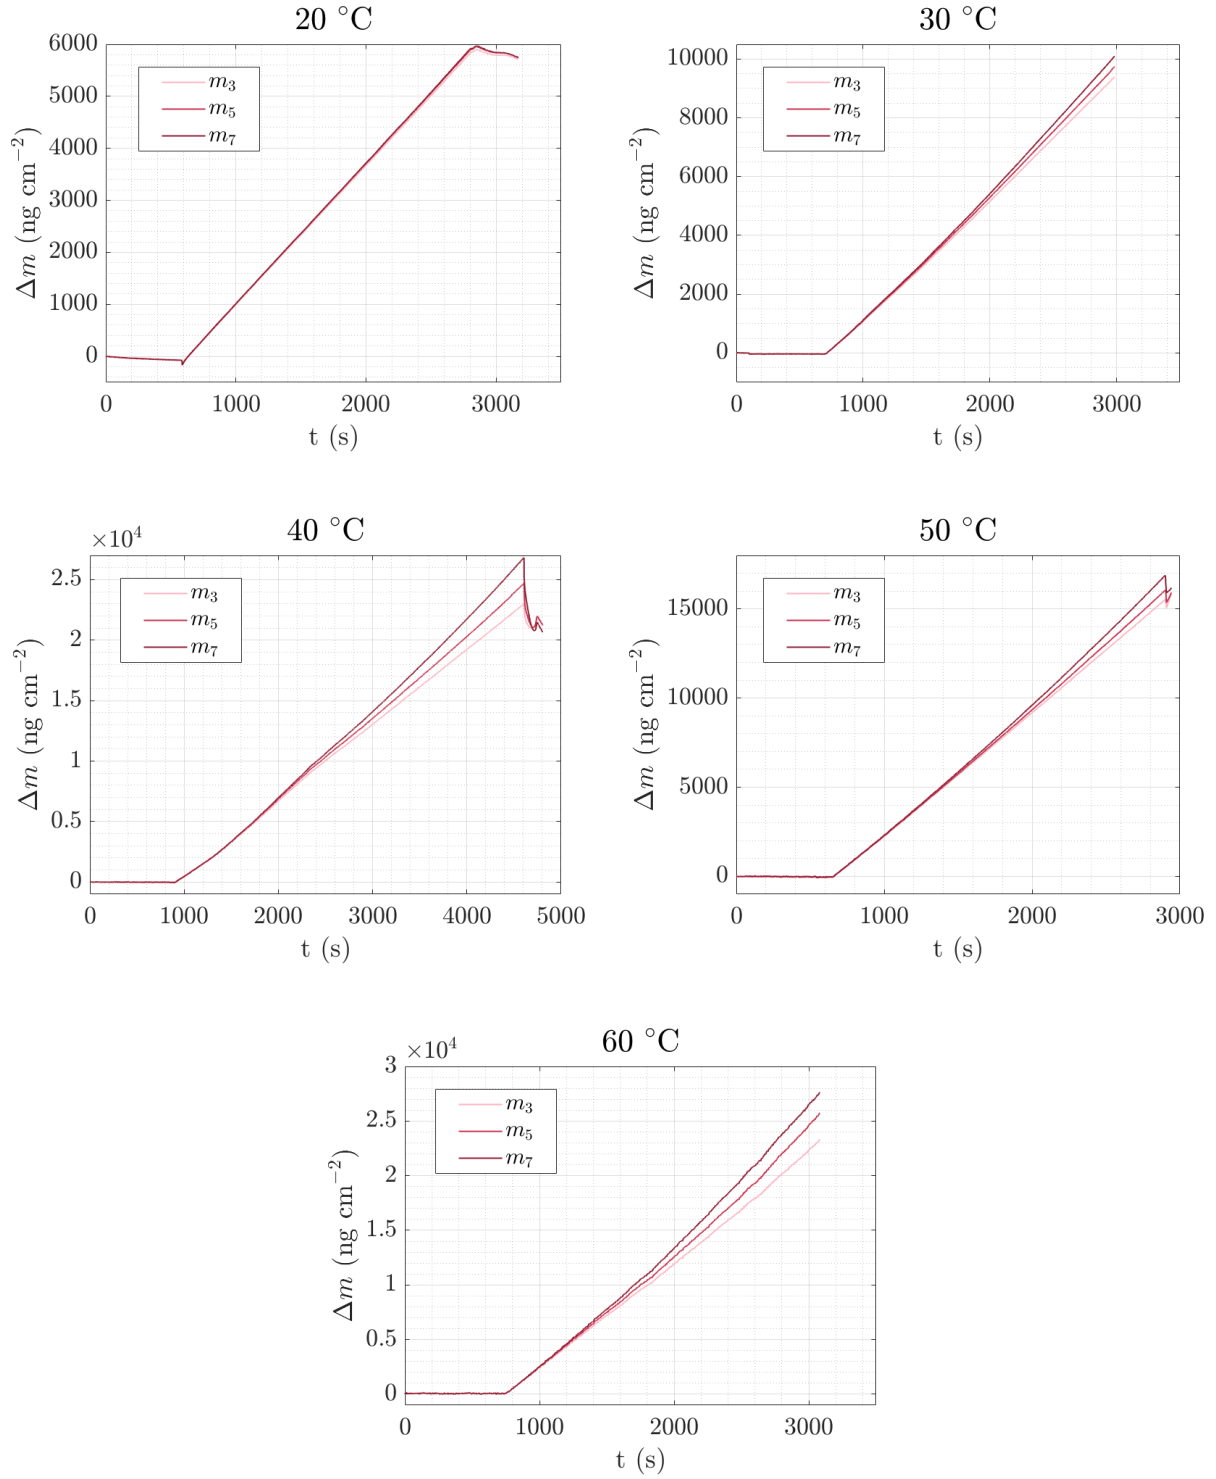 20 °C
6000
5000
4000
3000
2000
1000
0
Δm (ng cm⁻²)
m₃
m₅
m₇
0 1000 2000 3000
t (s)
30 °C
10000
8000
6000
4000
2000
0
Δm (ng cm⁻²)
m₃
m₅
m₇
0 1000 2000 3000
t (s)
40 °C
×10⁴
2.5
2
1.5
1
0.5
0
Δm (ng cm⁻²)
m₃
m₅
m₇
0 1000 2000 3000 4000 5000
t (s)
50 °C
15000
10000
5000
0
Δm (ng cm⁻²)
m₃
m₅
m₇
0 1000 2000 3000
t (s)
60 °C
×10⁴
3
2.5
2
1.5
1
0.5
0
Δm (ng cm⁻²)
m₃
m₅
m₇
0 1000 2000 3000
t (s)